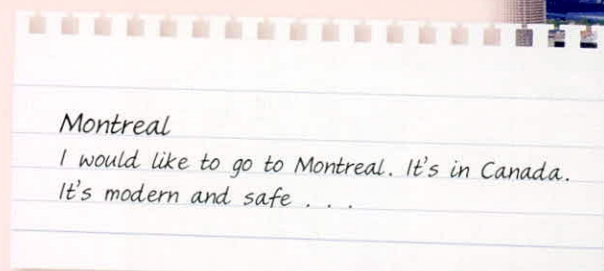 Montreal
I would like to go to Montreal. It's in Canada.
It's modern and safe . . .